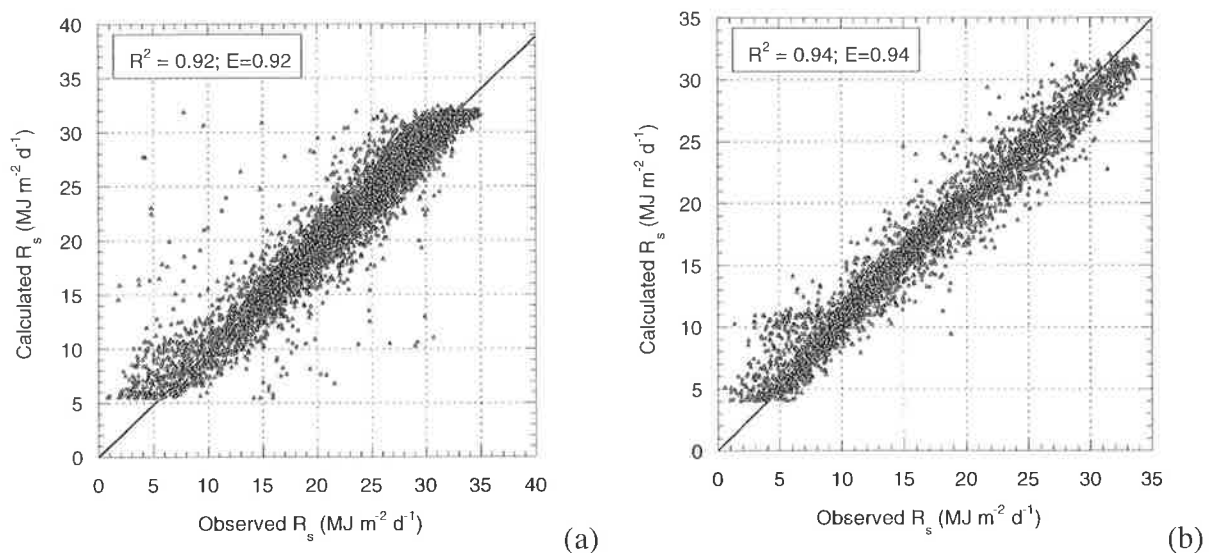 R² = 0.92; E=0.92
40
35
30
25
20
15
10
5
0
Calculated Rₛ (MJ m⁻² d⁻¹)
0 5 10 15 20 25 30 35 40
Observed Rₛ (MJ m⁻² d⁻¹)
(a)
R² = 0.94; E=0.94
35
30
25
20
15
10
5
0
Calculated Rₛ (MJ m⁻² d⁻¹)
0 5 10 15 20 25 30 35
Observed Rₛ (MJ m⁻² d⁻¹)
(b)